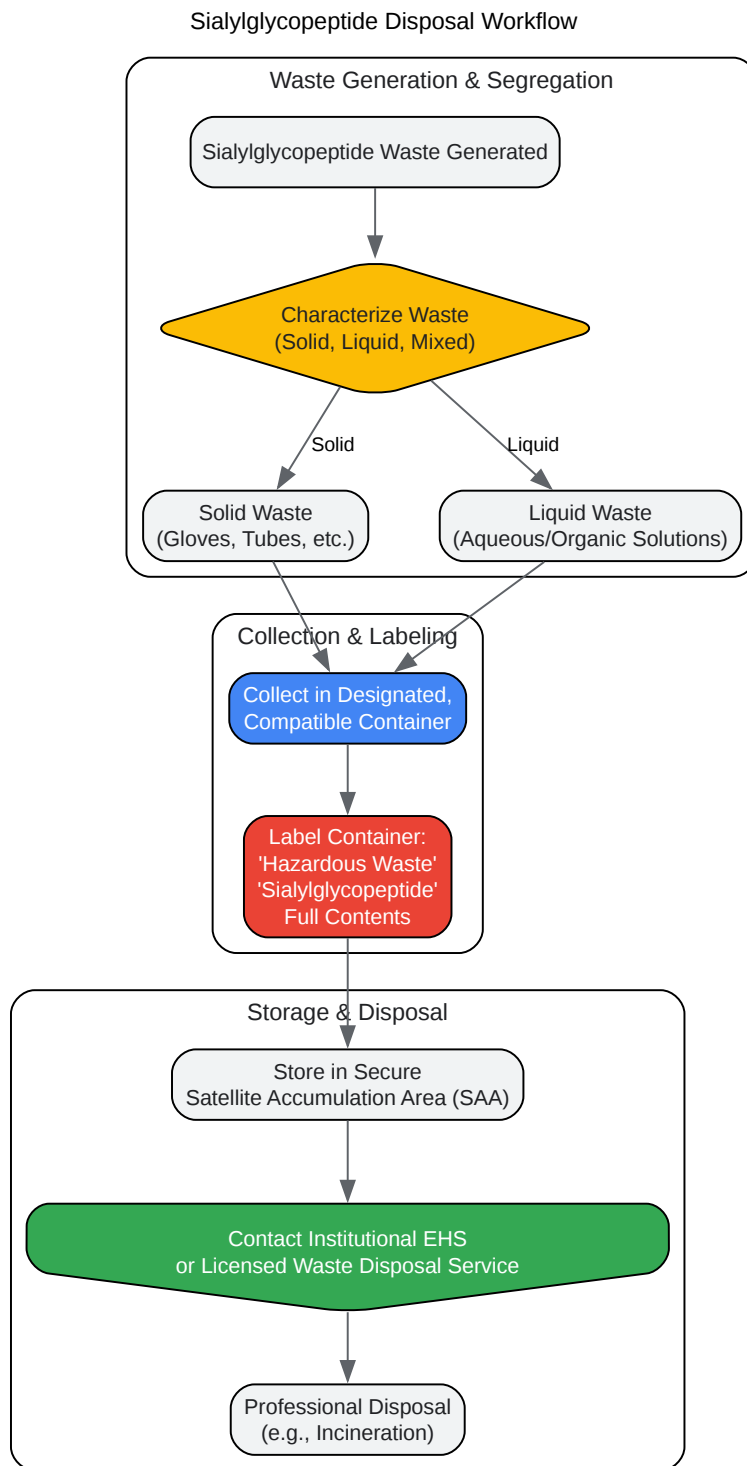 Sialylglycopeptide Disposal Workflow
Waste Generation & Segregation
Sialylglycopeptide Waste Generated
Characterize Waste
(Solid, Liquid, Mixed)
Solid
Liquid
Solid Waste
(Gloves, Tubes, etc.)
Liquid Waste
(Aqueous/Organic Solutions)
Collection & Labeling
Collect in Designated,
Compatible Container
Label Container:
'Hazardous Waste'
'Sialylglycopeptide'
Full Contents
Storage & Disposal
Store in Secure
Satellite Accumulation Area (SAA)
Contact Institutional EHS
or Licensed Waste Disposal Service
Professional Disposal
(e.g., Incineration)